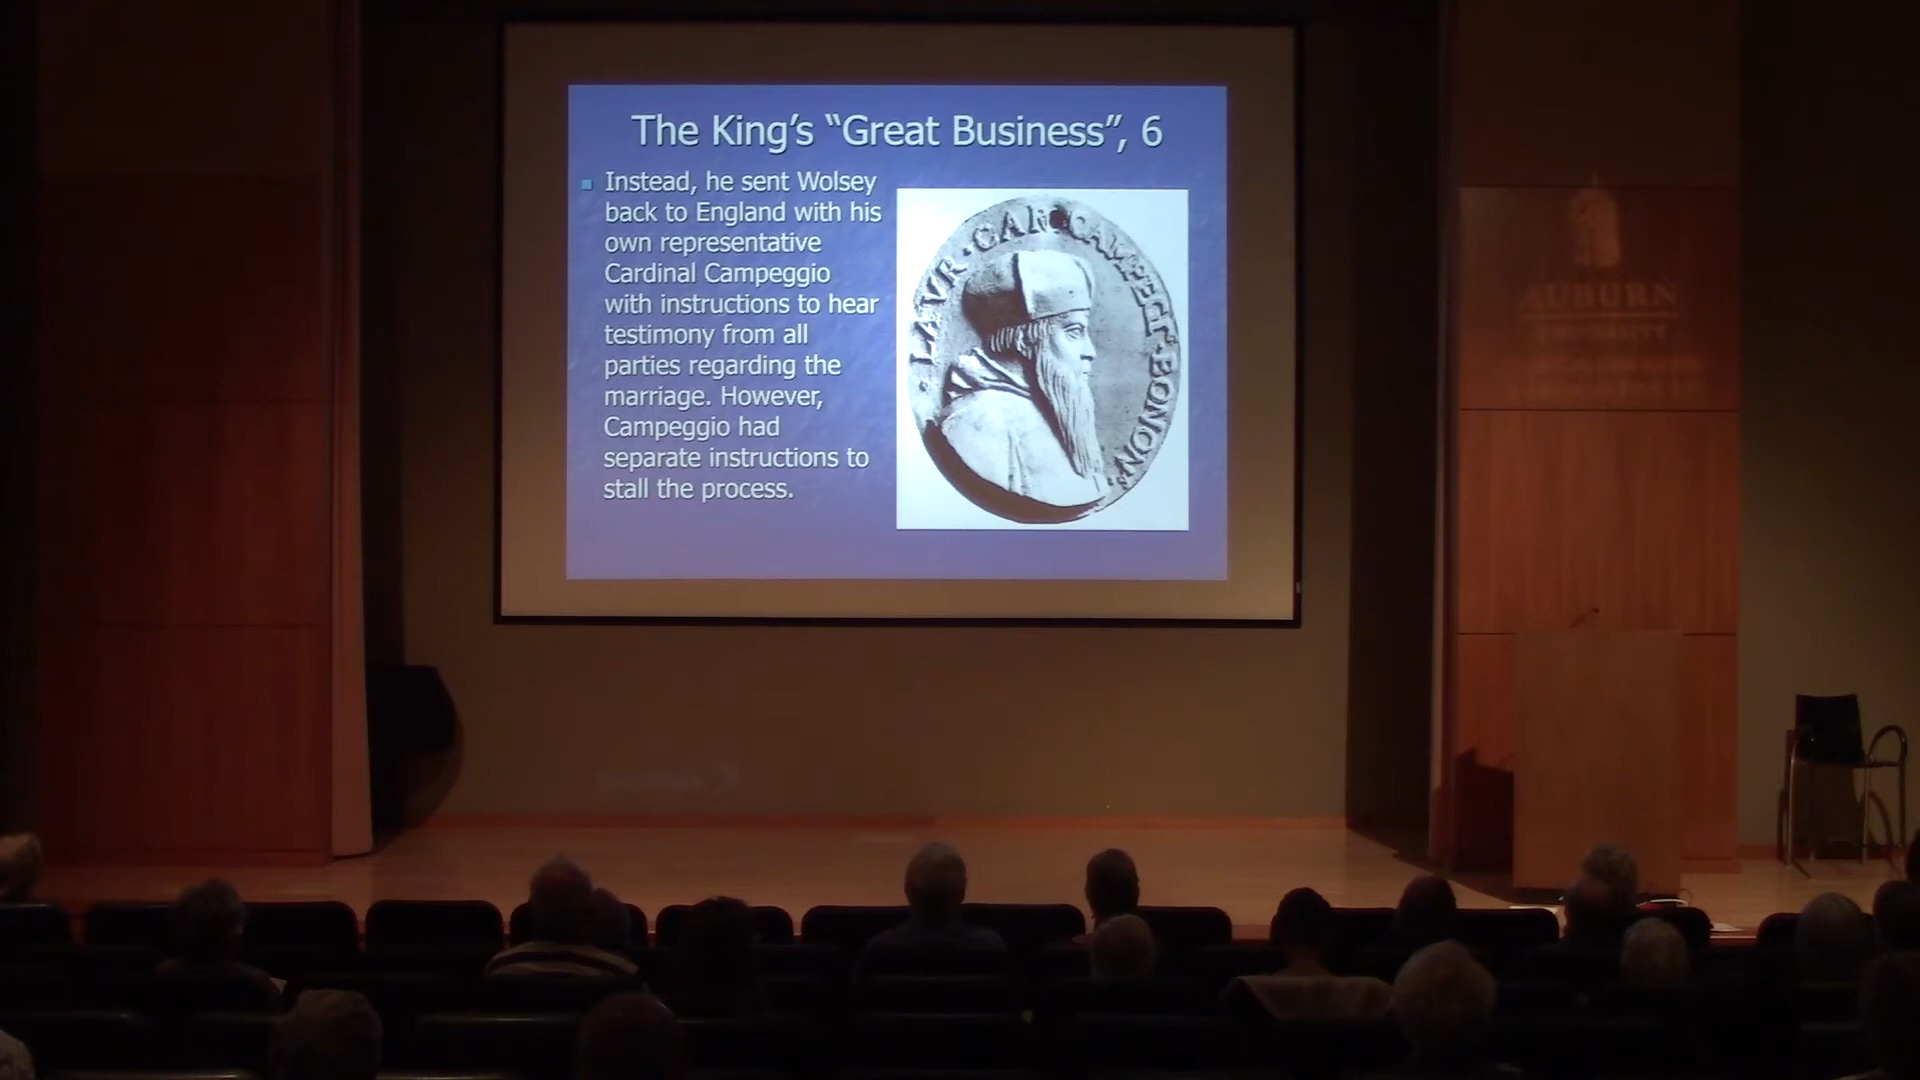 The King's “Great Business”, 6
Instead, he sent Wolsey
back to England with his
own representative
Cardinal Campeggio
with instructions to hear
testimony from all
parties regarding the
marriage. However,
Campeggio had
separate instructions to
stall the process.
· LAVR · CAR · CAMPEGI · BONON
AUBURN
UNIVERSITY